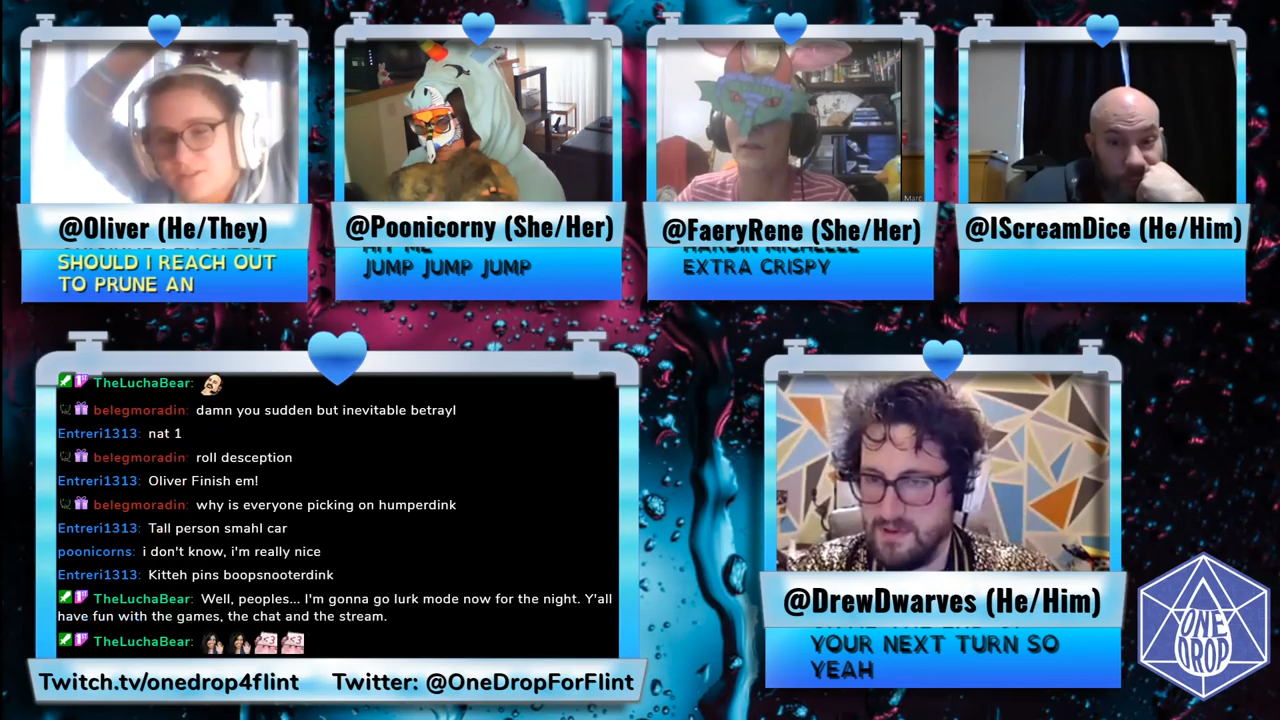 @Oliver (He/They)
SHOULD I REACH OUT
TO PRUNE AN
@Poonicorny (She/Her)
HIT ME
JUMP JUMP JUMP
Marc
@FaeryRene (She/Her)
HARDIN MICHELLE
EXTRA CRISPY
@IScreamDice (He/Him)
TheLuchaBear:
belegmoradin: damn you sudden but inevitable betrayl
Entreri1313: nat 1
belegmoradin: roll desception
Entreri1313: Oliver Finish em!
belegmoradin: why is everyone picking on humperdink
Entreri1313: Tall person smahl car
poonicorns: i don't know, i'm really nice
Entreri1313: Kitteh pins boopsnooterdink
TheLuchaBear: Well, peoples... I'm gonna go lurk mode now for the night. Y'all
have fun with the games, the chat and the stream.
TheLuchaBear:
Twitch.tv/onedrop4flint Twitter: @OneDropForFlint
@DrewDwarves (He/Him)
YOUR NEXT TURN SO
YEAH
ONE
DROP